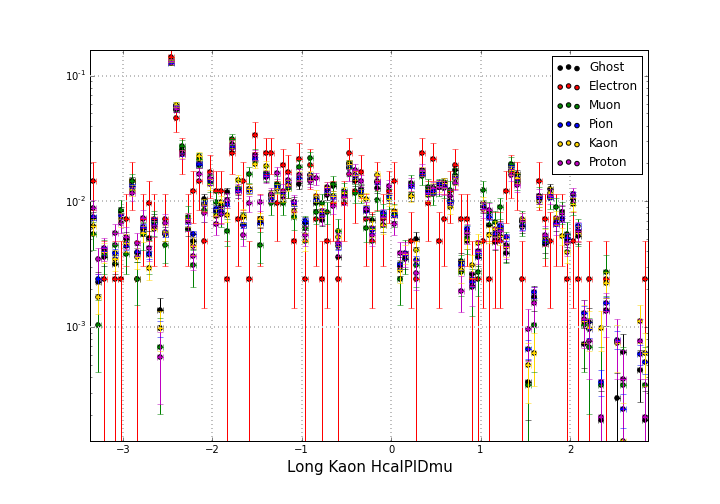 10⁻¹
10⁻²
10⁻³
Ghost
Electron
Muon
Pion
Kaon
Proton
−3 −2 −1 0 1 2
Long Kaon HcalPIDmu